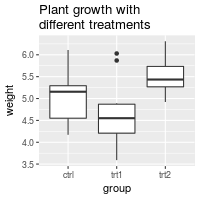 Plant growth with
different treatments
6.0
5.5
5.0
4.5
4.0
3.5
weight
ctrl trt1 trt2
group